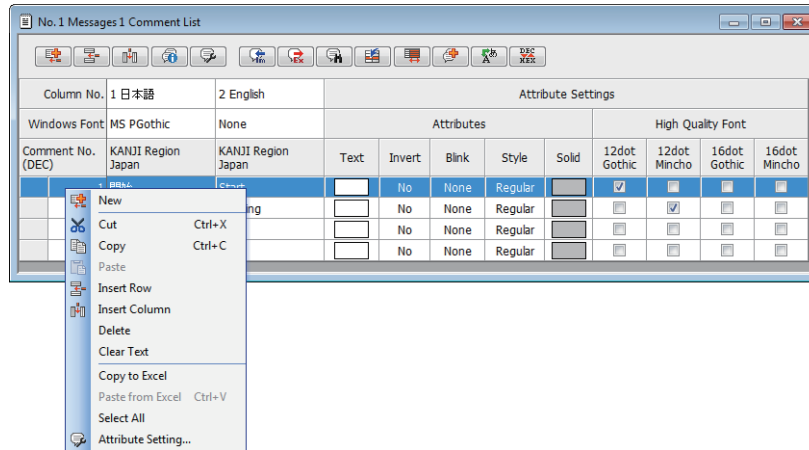 No. 1 Messages 1 Comment List
Im Ex DEC HEX
Column No. 1 日本語 2 English Attribute Settings
Windows Font MS PGothic None Attributes High Quality Font
Comment No. (DEC) KANJI Region Japan KANJI Region Japan Text Invert Blink Style Solid 12dot Gothic 12dot Mincho 16dot Gothic 16dot Mincho
1 開始 Start No None Regular
New
No None Regular
Cut Ctrl+X
No None Regular
Copy Ctrl+C
No None Regular
Paste
Insert Row
Insert Column
Delete
Clear Text
Copy to Excel
Paste from Excel Ctrl+V
Select All
Attribute Setting...